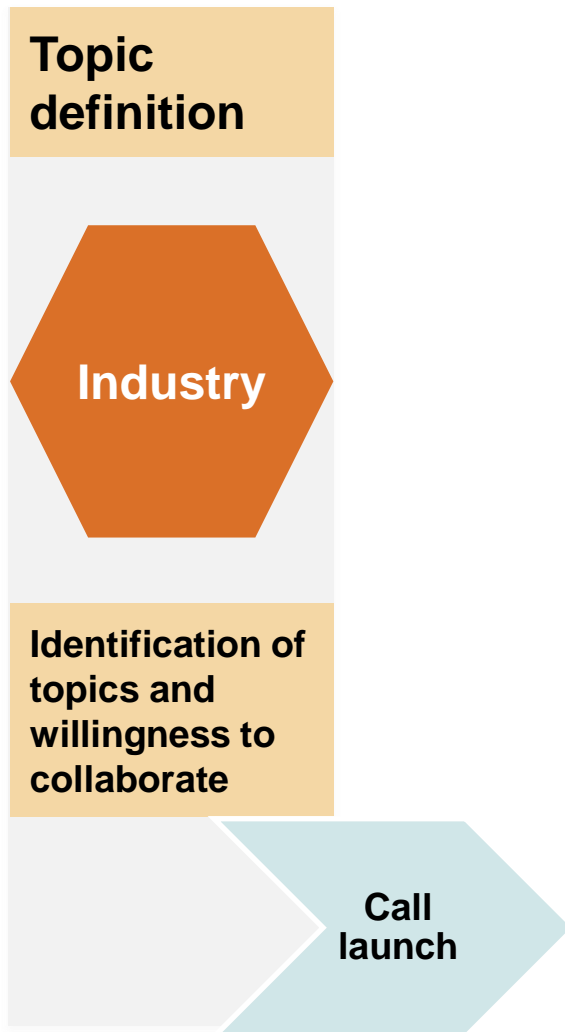 Topic
definition
Industry
Identification of
topics and
willingness to
collaborate
Call
launch